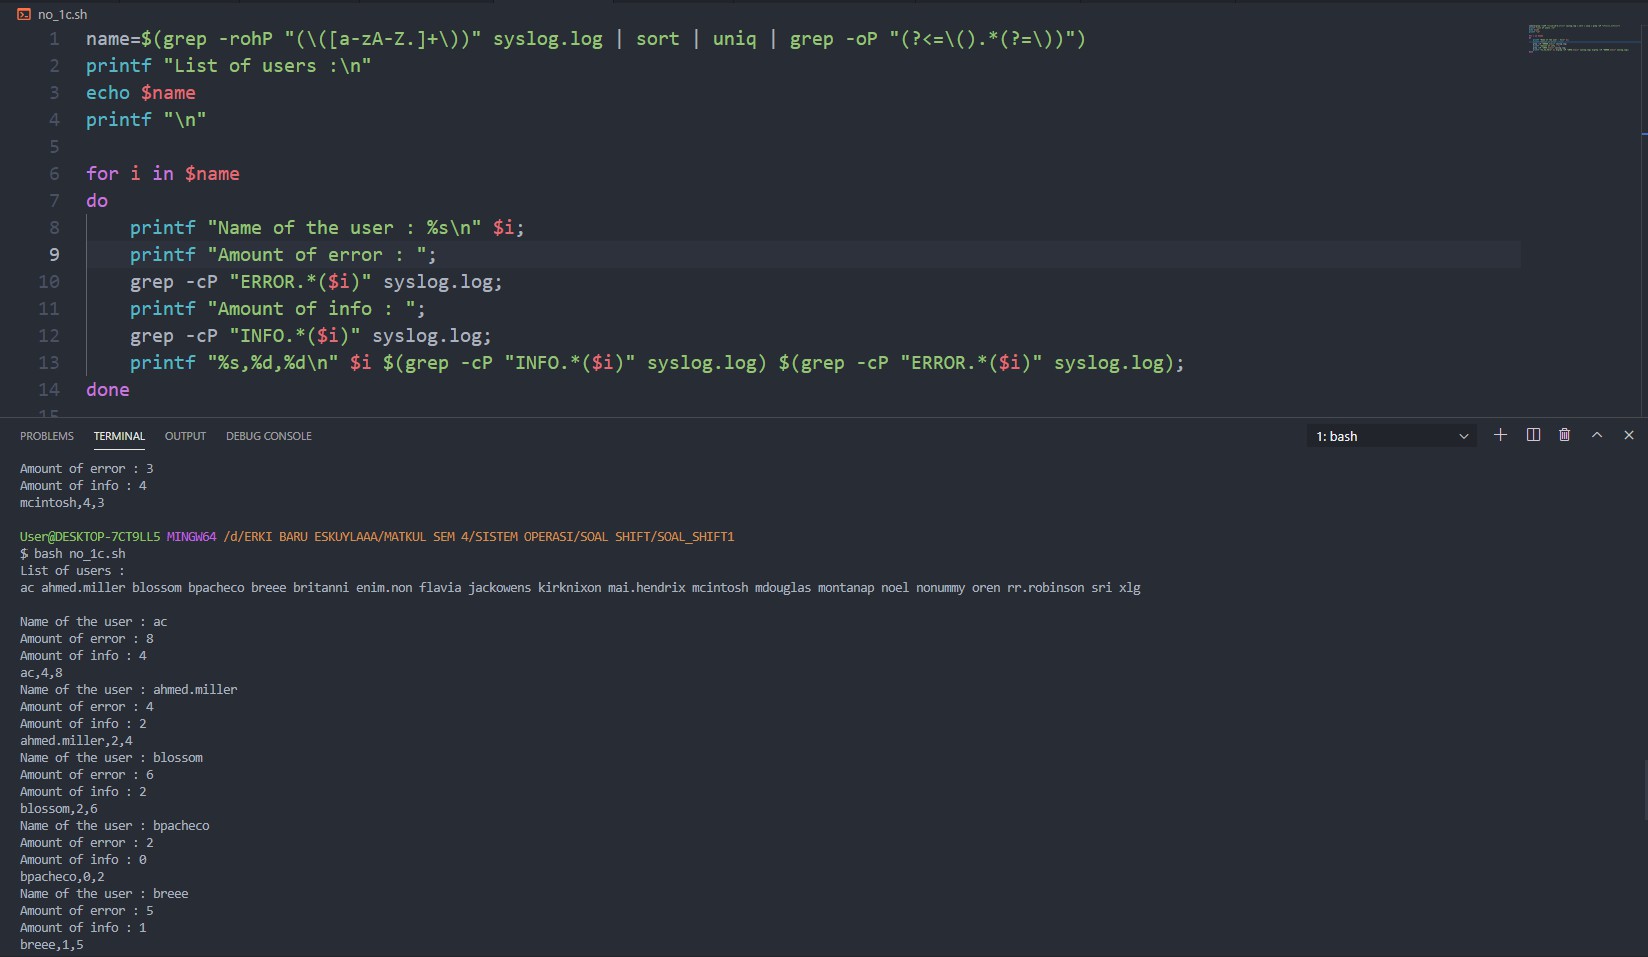 no_1c.sh
1 name=$(grep -rohP "(\([a-zA-Z.]+\))" syslog.log | sort | uniq | grep -oP "(?<=\().*(?=\))")
2 printf "List of users :\n"
3 echo $name
4 printf "\n"
5
6 for i in $name
7 do
8 printf "Name of the user : %s\n" $i;
9 printf "Amount of error : ";
10 grep -cP "ERROR.*($i)" syslog.log;
11 printf "Amount of info : ";
12 grep -cP "INFO.*($i)" syslog.log;
13 printf "%s,%d,%d\n" $i $(grep -cP "INFO.*($i)" syslog.log) $(grep -cP "ERROR.*($i)" syslog.log);
14 done
15
PROBLEMS TERMINAL OUTPUT DEBUG CONSOLE 1: bash
Amount of error : 3
Amount of info : 4
mcintosh,4,3
User@DESKTOP-7CT9LL5 MINGW64 /d/ERKI BARU ESKUYLAAA/MATKUL SEM 4/SISTEM OPERASI/SOAL SHIFT/SOAL_SHIFT1
$ bash no_1c.sh
List of users :
ac ahmed.miller blossom bpacheco breee britanni enim.non flavia jackowens kirknixon mai.hendrix mcintosh mdouglas montanap noel nonummy oren rr.robinson sri xlg
Name of the user : ac
Amount of error : 8
Amount of info : 4
ac,4,8
Name of the user : ahmed.miller
Amount of error : 4
Amount of info : 2
ahmed.miller,2,4
Name of the user : blossom
Amount of error : 6
Amount of info : 2
blossom,2,6
Name of the user : bpacheco
Amount of error : 2
Amount of info : 0
bpacheco,0,2
Name of the user : breee
Amount of error : 5
Amount of info : 1
breee,1,5